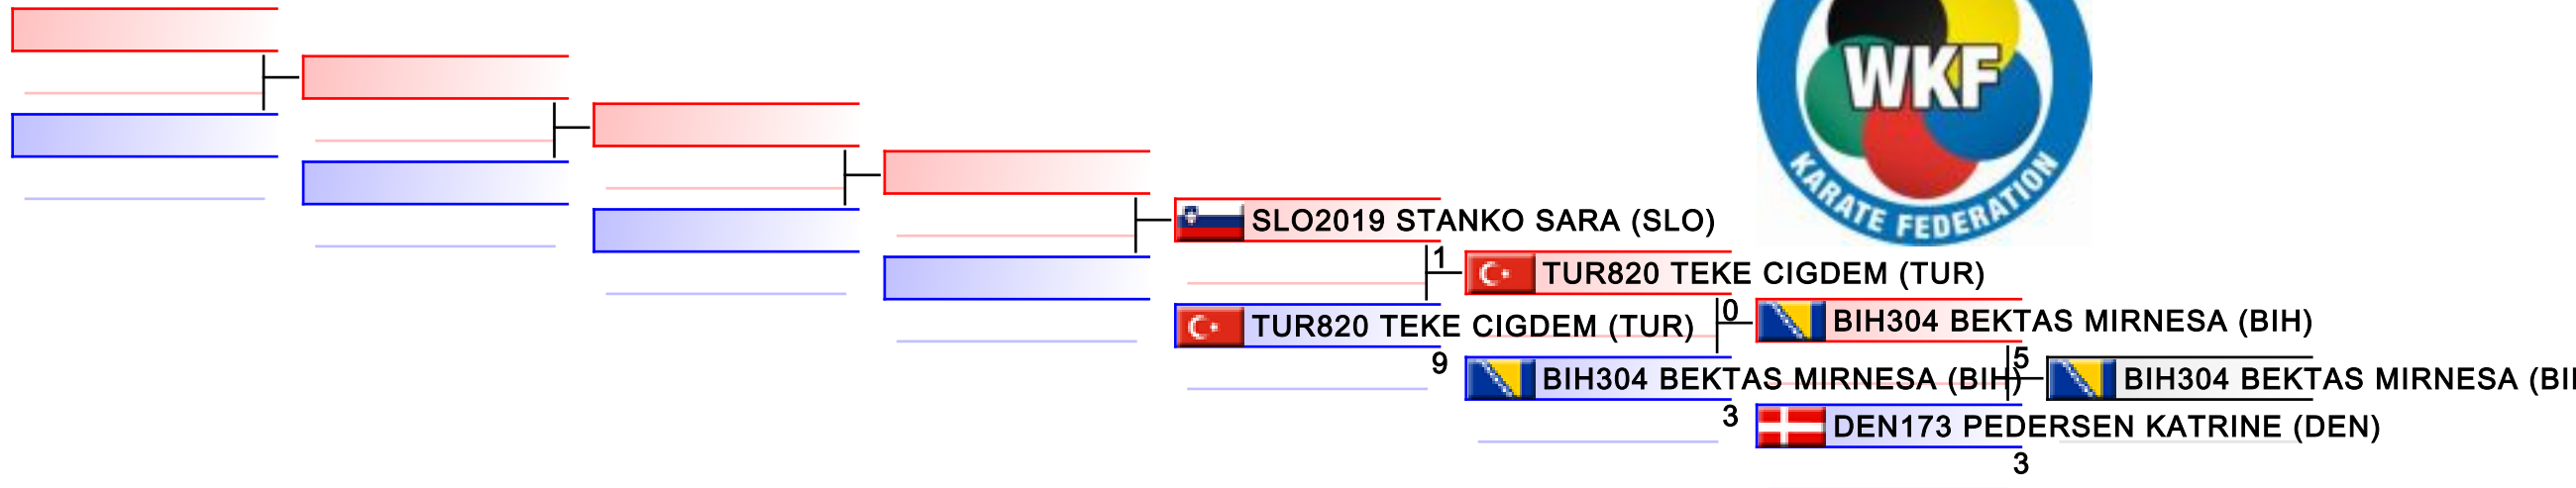 WKF
KARATE FEDERATION
SLO2019 STANKO SARA (SLO)
1
TUR820 TEKE CIGDEM (TUR)
TUR820 TEKE CIGDEM (TUR)
9
0
BIH304 BEKTAS MIRNESA (BIH)
BIH304 BEKTAS MIRNESA (BIH)
3
5
BIH304 BEKTAS MIRNESA (BI
DEN173 PEDERSEN KATRINE (DEN)
3